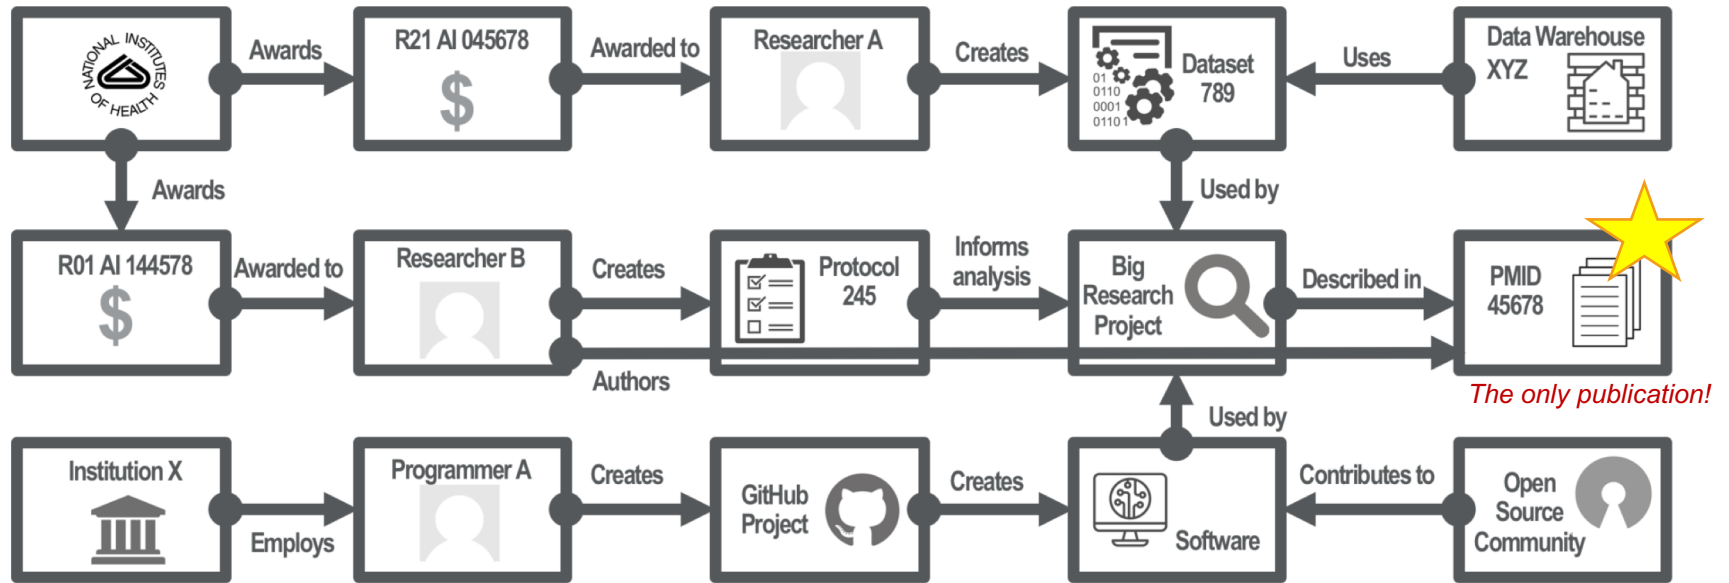 NATIONAL INSTITUTES
OF HEALTH
Awards
R21 AI 045678
$
Awarded to
Researcher A
Creates
01
0110
0001
01101
Dataset
789
Uses
Data Warehouse
XYZ
Awards
Used by
R01 AI 144578
$
Awarded to
Researcher B
Creates
Protocol
245
Informs
analysis
Big
Research
Project
Described in
PMID
45678
Authors
The only publication!
Used by
Institution X
Employs
Programmer A
Creates
GitHub
Project
Creates
Software
Contributes to
Open
Source
Community